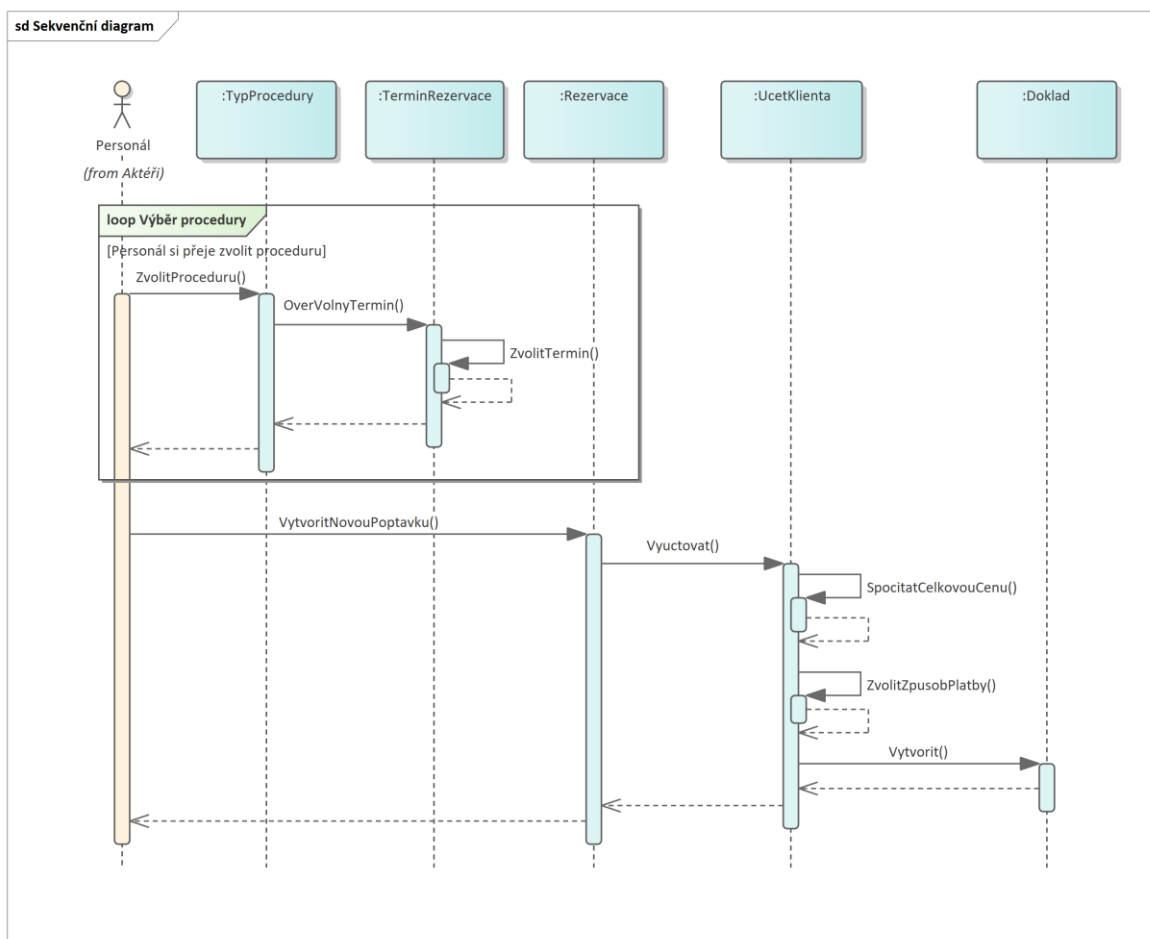 sd Sekvenční diagram
Personál
(from Aktéři)
:TypProcedury
:TerminRezervace
:Rezervace
:UcetKlienta
:Doklad
loop Výběr procedury
[Personál si přeje zvolit proceduru]
ZvolitProceduru()
OverVolnyTermin()
ZvolitTermin()
VytvoritNovouPoptavku()
Vyuctovat()
SpocitatCelkovouCenu()
ZvolitZpusobPlatby()
Vytvorit()